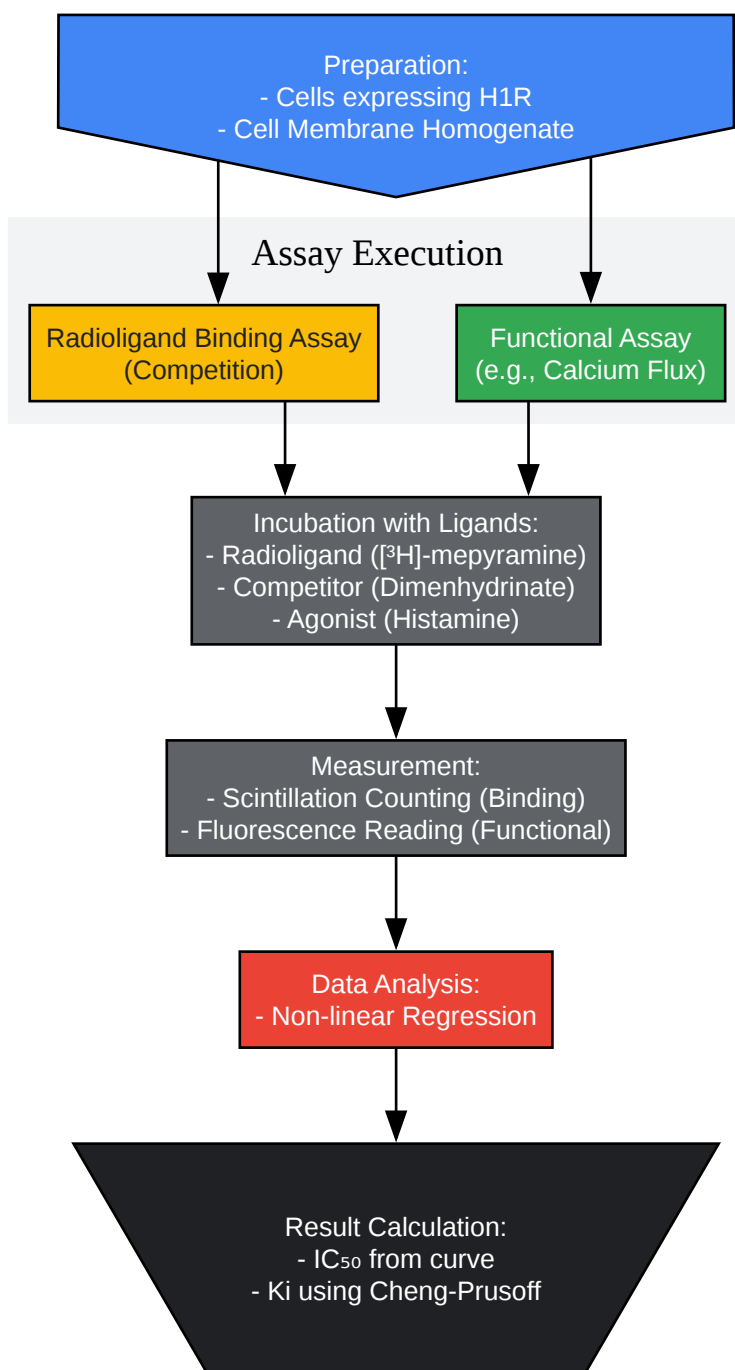 Preparation:
- Cells expressing H1R
- Cell Membrane Homogenate
Assay Execution
Radioligand Binding Assay
(Competition)
Functional Assay
(e.g., Calcium Flux)
Incubation with Ligands:
- Radioligand ([³H]-mepyramine)
- Competitor (Dimenhydrinate)
- Agonist (Histamine)
Measurement:
- Scintillation Counting (Binding)
- Fluorescence Reading (Functional)
Data Analysis:
- Non-linear Regression
Result Calculation:
- IC₅₀ from curve
- Ki using Cheng-Prusoff